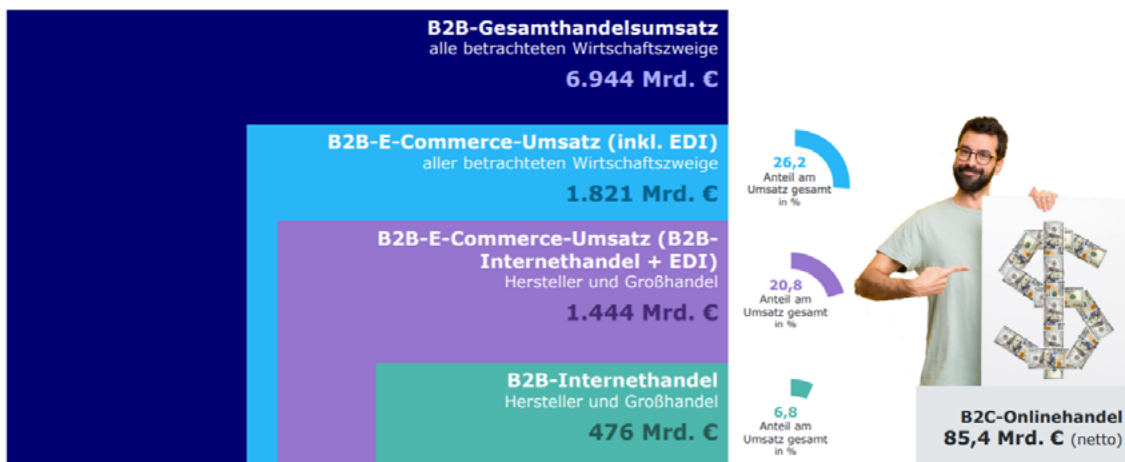 B2B-Gesamthandelsumsatz
alle betrachteten Wirtschaftszweige
6.944 Mrd. €
B2B-E-Commerce-Umsatz (inkl. EDI)
aller betrachteten Wirtschaftszweige
1.821 Mrd. €
26,2
Anteil am
Umsatz gesamt
in %
B2B-E-Commerce-Umsatz (B2B-
Internethandel + EDI)
Hersteller und Großhandel
1.444 Mrd. €
20,8
Anteil am
Umsatz gesamt
in %
B2B-Internethandel
Hersteller und Großhandel
476 Mrd. €
6,8
Anteil am
Umsatz gesamt
in %
B2C-Onlinehandel
85,4 Mrd. € (netto)